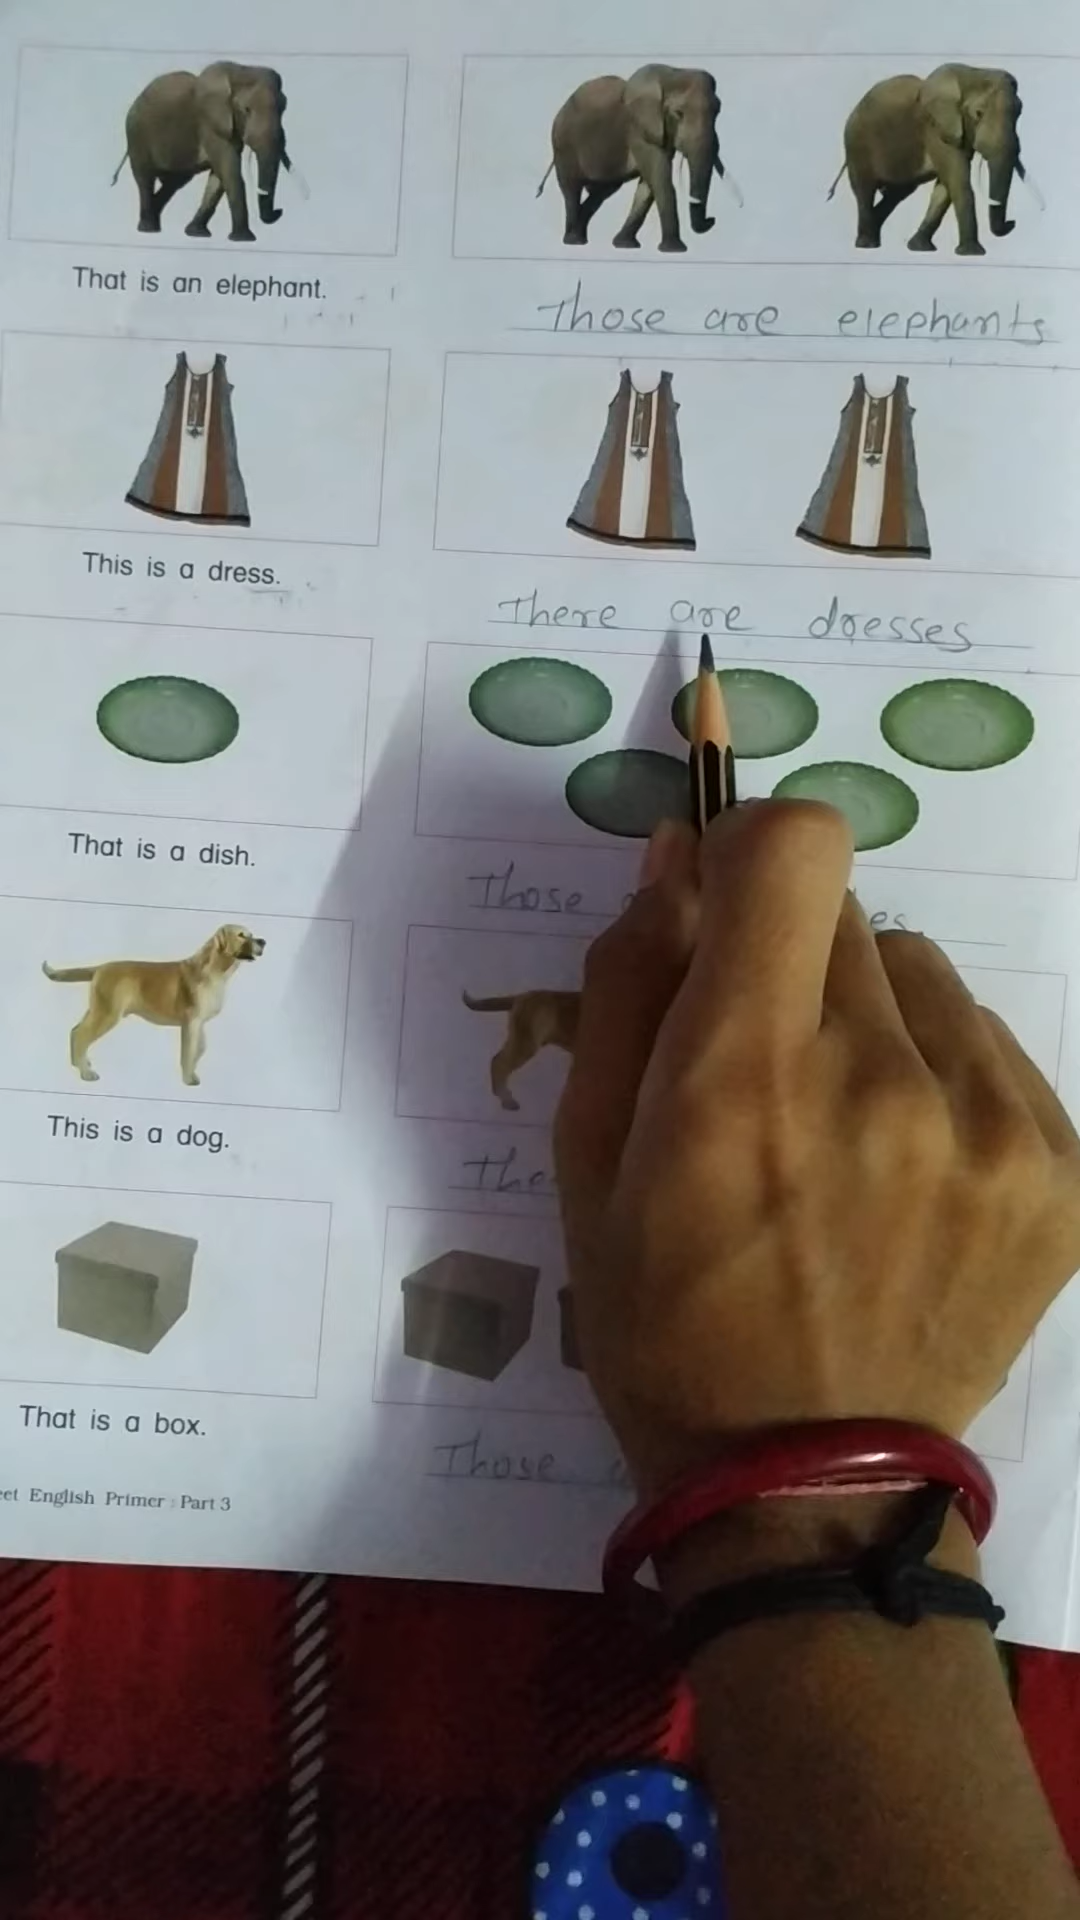 That is an elephant.
Those are elephants
This is a dress.
There are dresses
That is a dish.
Those
This is a dog.
That is a box.
Those
English Primer : Part 3